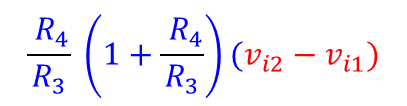 R₄/R₃ (1 + R₄/R₃) (vᵢ₂ − vᵢ₁)